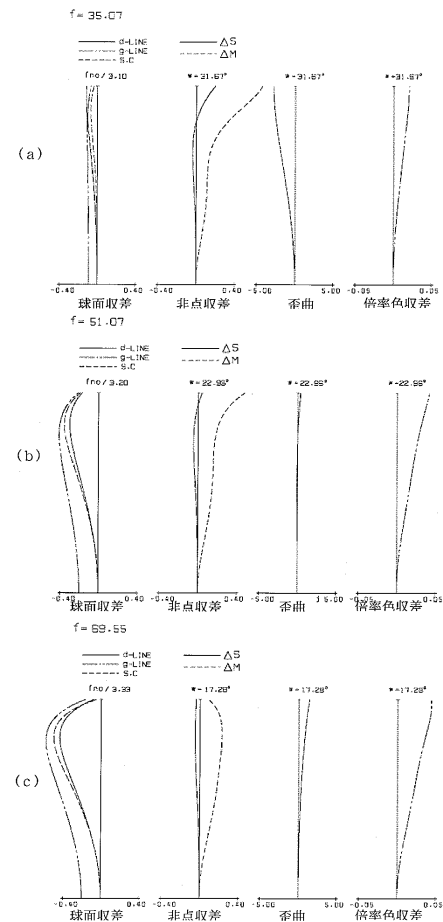 f= 35.07
d-LINE
g-LINE
S.C
ΔS
ΔM
fno/3.10 w=31.67° w=31.67° w=31.67°
(a)
-0.40 0.40 -0.40 0.40 -5.00 5.00 -0.05 0.05
球面収差 非点収差 歪曲 倍率色収差
f= 51.07
d-LINE
g-LINE
S.C
ΔS
ΔM
fno/3.20 w=22.96° w=22.96° w=22.96°
(b)
-0.40 0.40 -0.40 0.40 -5.00 5.00 -0.05 0.05
球面収差 非点収差 歪曲 倍率色収差
f= 69.55
d-LINE
g-LINE
S.C
ΔS
ΔM
fno/3.33 w=17.28° w=17.28° w=17.28°
(c)
-0.40 0.40 -0.40 0.40 -5.00 5.00 -0.05 0.05
球面収差 非点収差 歪曲 倍率色収差